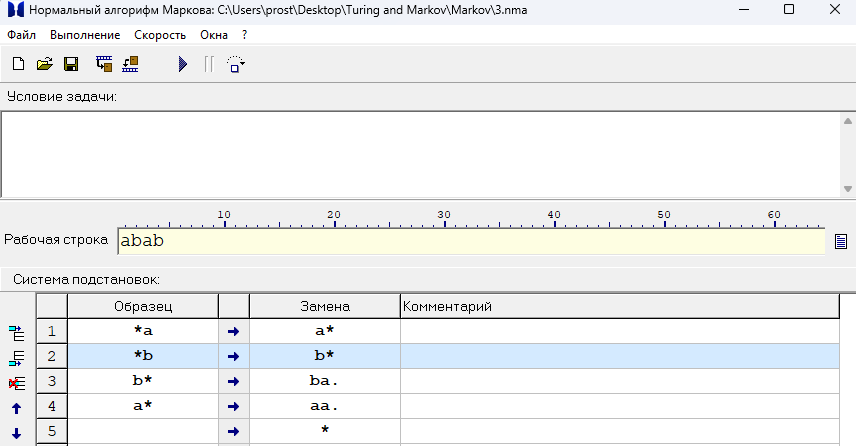 Нормальный алгорифм Маркова: C:\Users\prost\Desktop\Turing and Markov\Markov\3.nma
Файл Выполнение Скорость Окна ?
Условие задачи:
10 20 30 40 50 60
Рабочая строка abab
Система подстановок:
Образец Замена Комментарий
1 *a → a*
2 *b → b*
3 b* → ba.
4 a* → aa.
5 → *